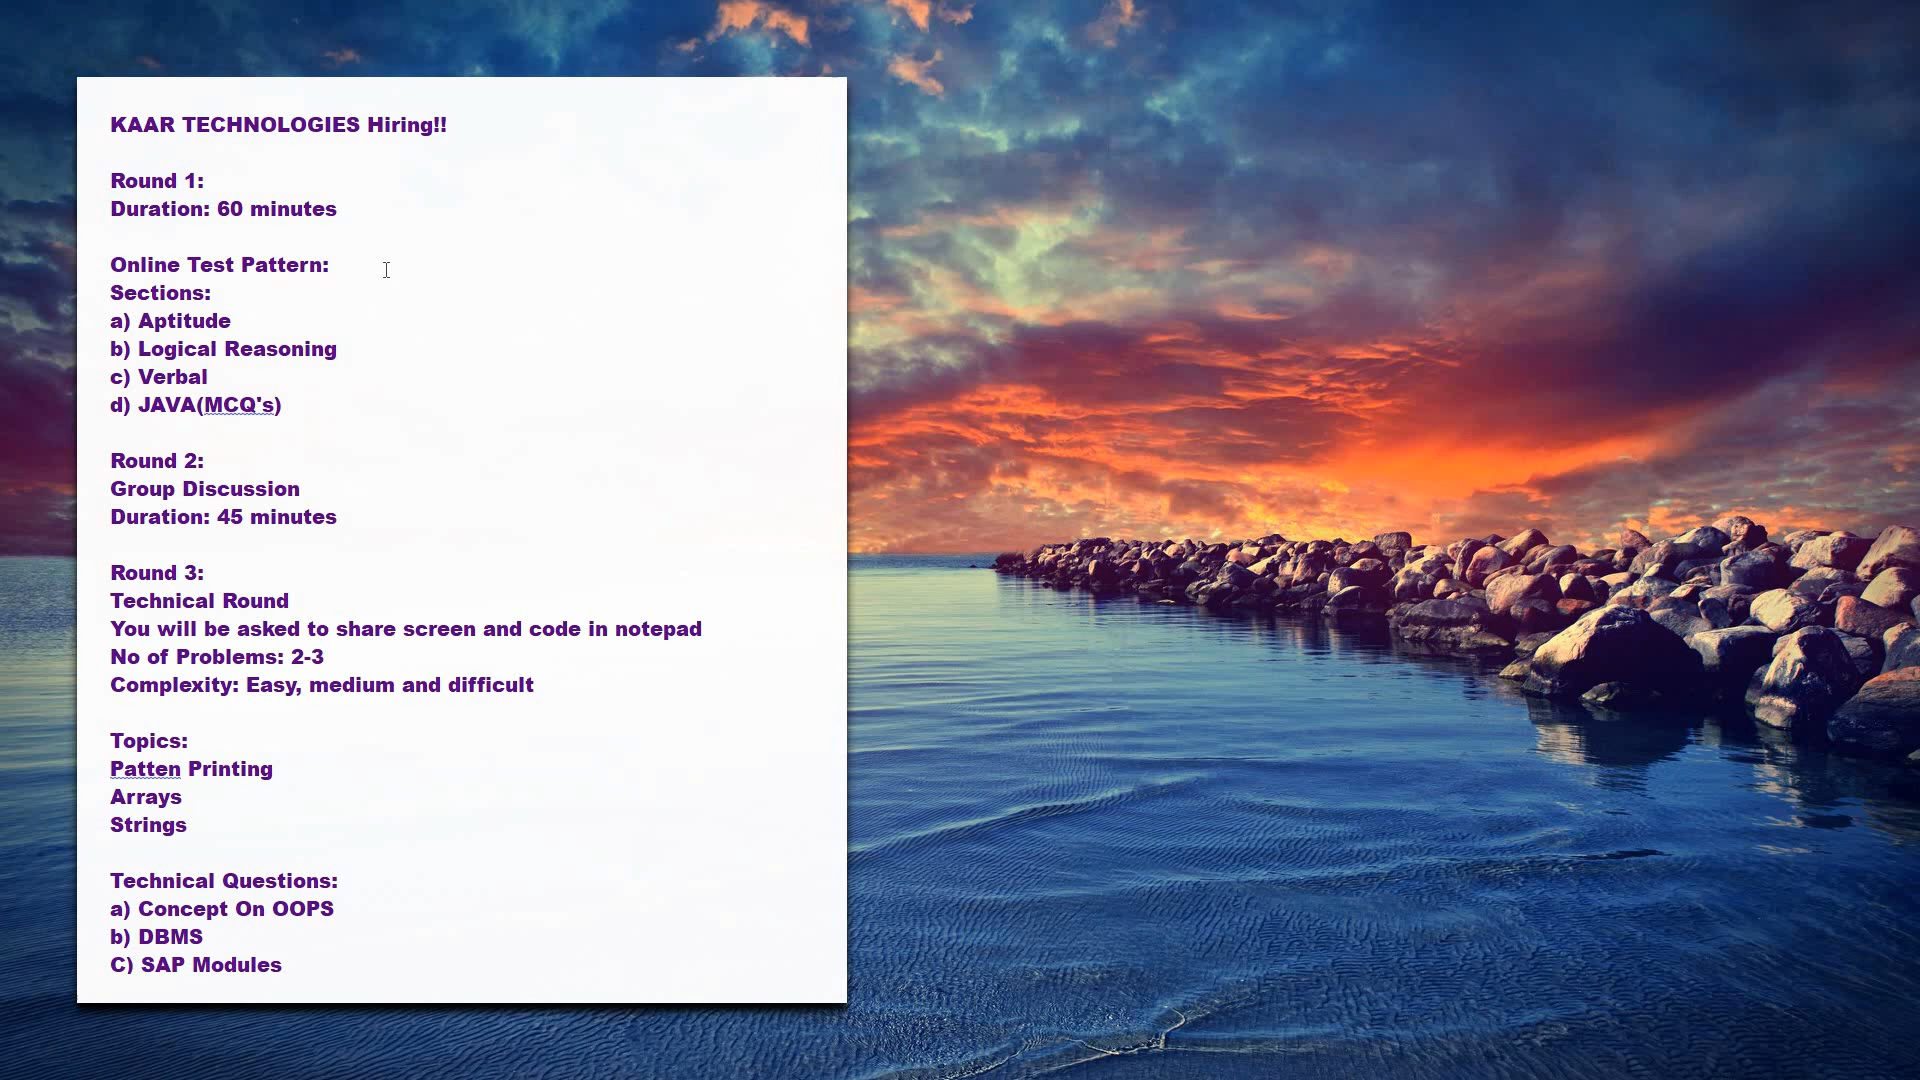 KAAR TECHNOLOGIES Hiring!!
Round 1:
Duration: 60 minutes
Online Test Pattern:
Sections:
a) Aptitude
b) Logical Reasoning
c) Verbal
d) JAVA(MCQ's)
Round 2:
Group Discussion
Duration: 45 minutes
Round 3:
Technical Round
You will be asked to share screen and code in notepad
No of Problems: 2-3
Complexity: Easy, medium and difficult
Topics:
Patten Printing
Arrays
Strings
Technical Questions:
a) Concept On OOPS
b) DBMS
C) SAP Modules